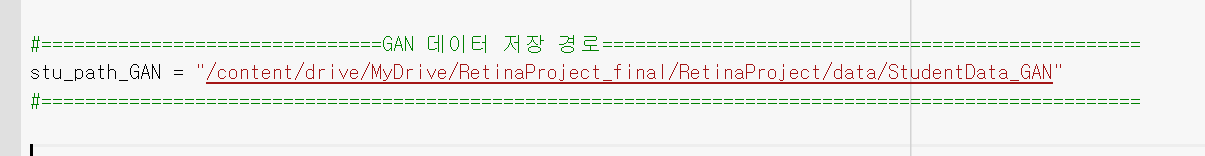 #===============================GAN 데이터 저장 경로=================================================
stu_path_GAN = "/content/drive/MyDrive/RetinaProject_final/RetinaProject/data/StudentData_GAN"
#====================================================================================================